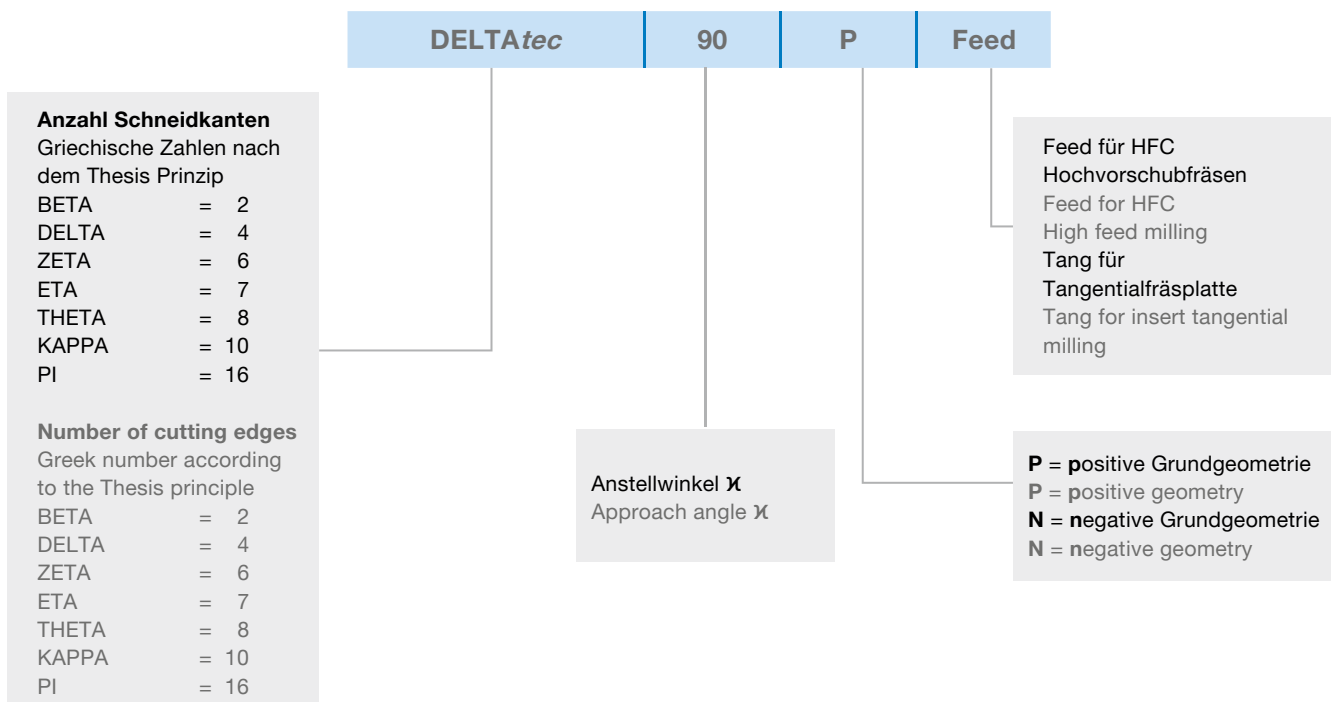 DELTAtec 90 P Feed
Anzahl Schneidkanten
Griechische Zahlen nach
dem Thesis Prinzip
BETA = 2
DELTA = 4
ZETA = 6
ETA = 7
THETA = 8
KAPPA = 10
PI = 16
Number of cutting edges
Greek number according
to the Thesis principle
BETA = 2
DELTA = 4
ZETA = 6
ETA = 7
THETA = 8
KAPPA = 10
PI = 16
Anstellwinkel ϰ
Approach angle ϰ
Feed für HFC
Hochvorschubfräsen
Feed for HFC
High feed milling
Tang für
Tangentialfräsplatte
Tang for insert tangential
milling
P = positive Grundgeometrie
P = positive geometry
N = negative Grundgeometrie
N = negative geometry